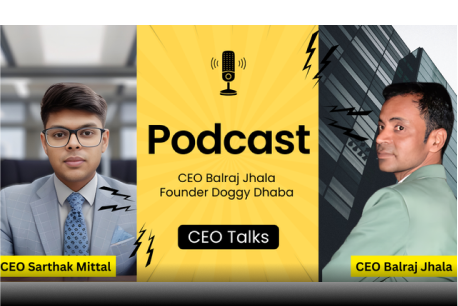 Podcast
CEO Balraj Jhala
Founder Doggy Dhaba
CEO Talks
CEO Sarthak Mittal
CEO Balraj Jhala